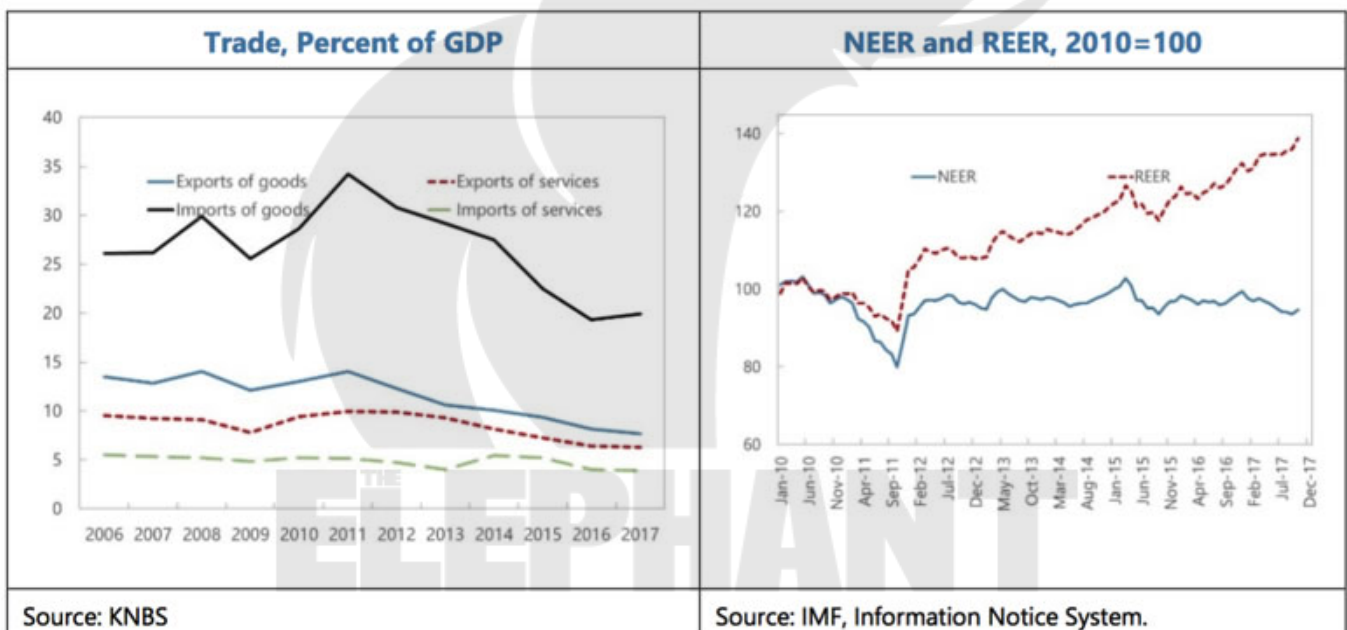 Trade, Percent of GDP
40
35
30
25
20
15
10
5
0
Exports of goods
Exports of services
Imports of goods
Imports of services
2006 2007 2008 2009 2010 2011 2012 2013 2014 2015 2016 2017
Source: KNBS
NEER and REER, 2010=100
140
120
100
80
60
NEER
REER
Jan-10
Jun-10
Nov-10
Apr-11
Sep-11
Feb-12
Jul-12
Dec-12
May-13
Oct-13
Mar-14
Aug-14
Jan-15
Jun-15
Nov-15
Apr-16
Sep-16
Feb-17
Jul-17
Dec-17
Source: IMF, Information Notice System.
THE
ELEPHANT